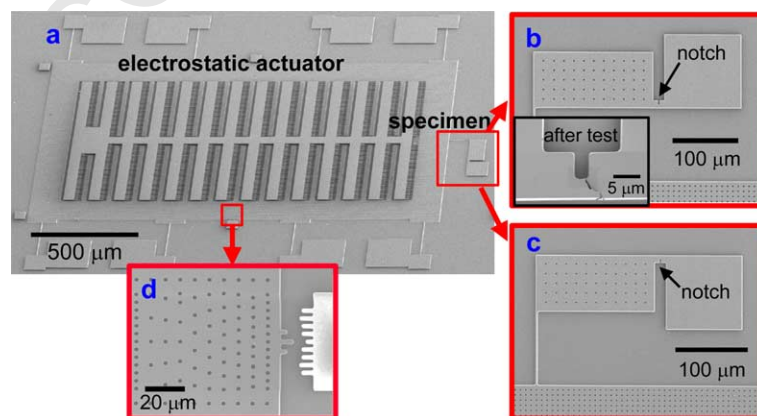 a
electrostatic actuator
specimen
500 μm
b
notch
after test
5
μm
100 μm
c
notch
100 μm
d
20 μm